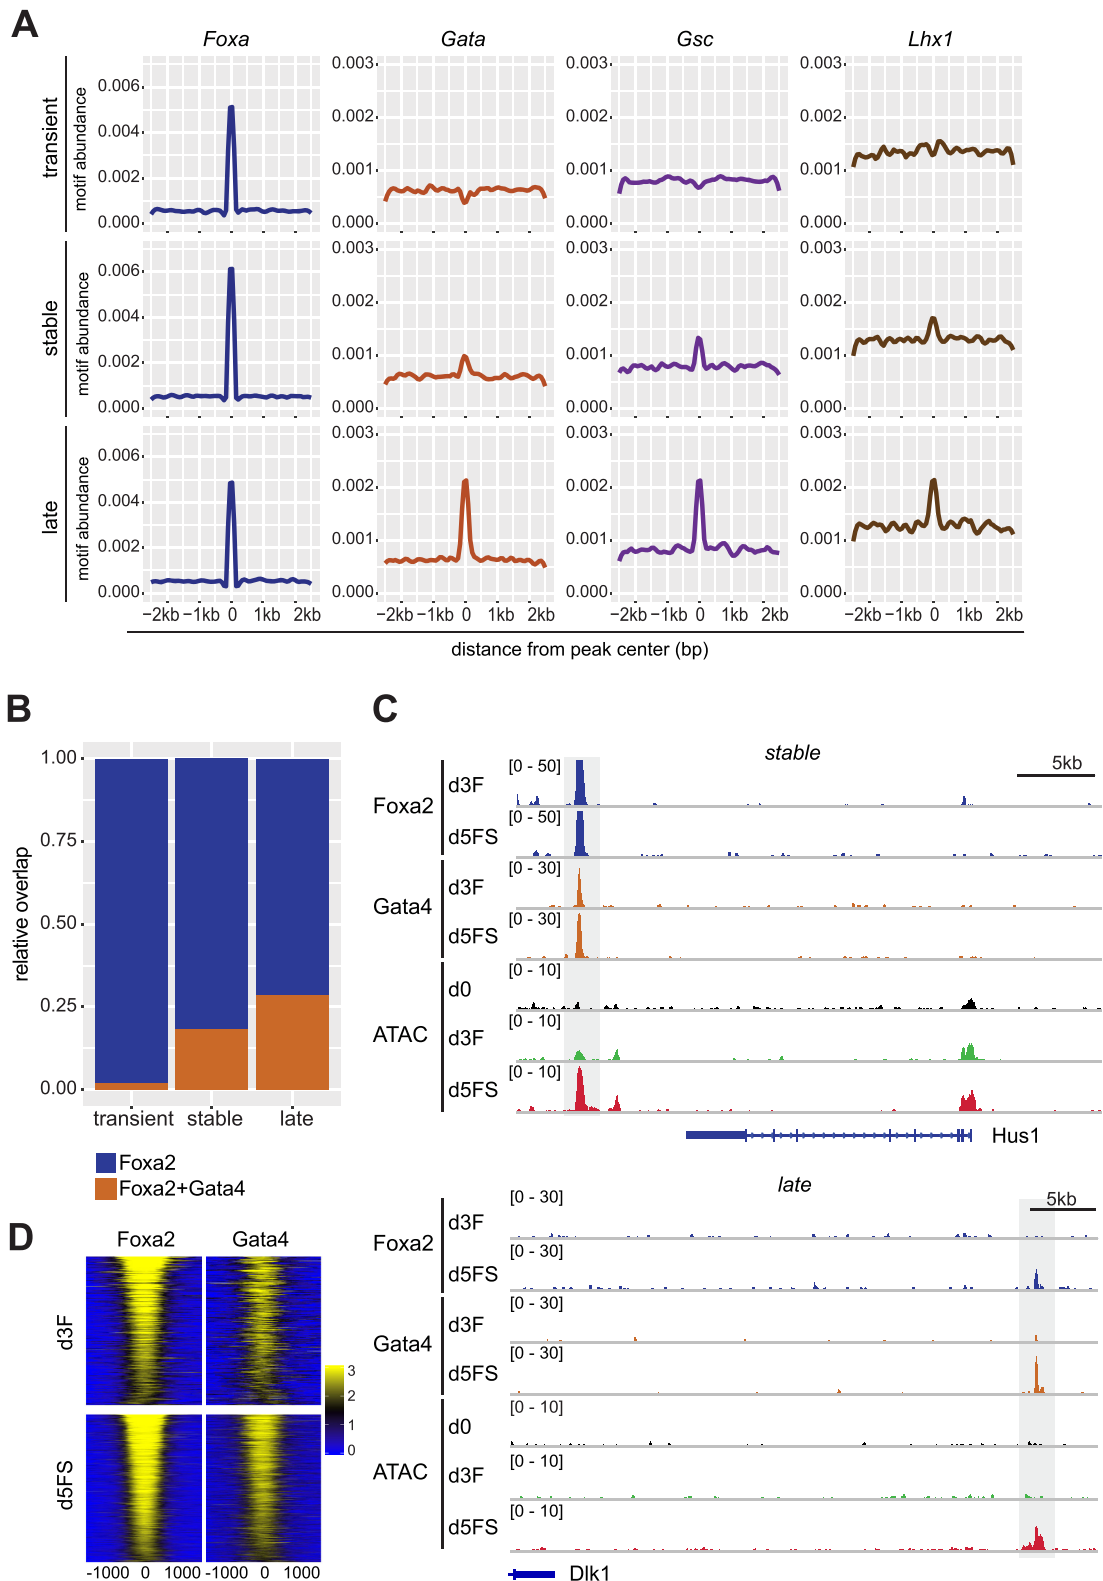 A
Foxa Gata Gsc Lhx1
transient
motif abundance
0.006
0.004
0.002
0.000
0.003
0.002
0.001
0.000
0.003
0.002
0.001
0.000
0.003
0.002
0.001
0.000
stable
motif abundance
0.006
0.004
0.002
0.000
0.003
0.002
0.001
0.000
0.003
0.002
0.001
0.000
0.003
0.002
0.001
0.000
late
motif abundance
0.006
0.004
0.002
0.000
0.003
0.002
0.001
0.000
0.003
0.002
0.001
0.000
0.003
0.002
0.001
0.000
−2kb −1kb 0 1kb 2kb
−2kb −1kb 0 1kb 2kb
−2kb −1kb 0 1kb 2kb
−2kb −1kb 0 1kb 2kb
distance from peak center (bp)
B
relative overlap
1.00
0.75
0.50
0.25
0.00
transient stable late
Foxa2
Foxa2+Gata4
C
stable
5kb
Foxa2
d3F [0 - 50]
d5FS [0 - 50]
Gata4
d3F [0 - 30]
d5FS [0 - 30]
ATAC
d0 [0 - 10]
d3F [0 - 10]
d5FS [0 - 10]
Hus1
late
5kb
Foxa2
d3F [0 - 30]
d5FS [0 - 30]
Gata4
d3F [0 - 30]
d5FS [0 - 30]
ATAC
d0 [0 - 10]
d3F [0 - 10]
d5FS [0 - 10]
Dlk1
D
Foxa2 Gata4
d3F
d5FS
3
2
1
0
-1000 0 1000
-1000 0 1000